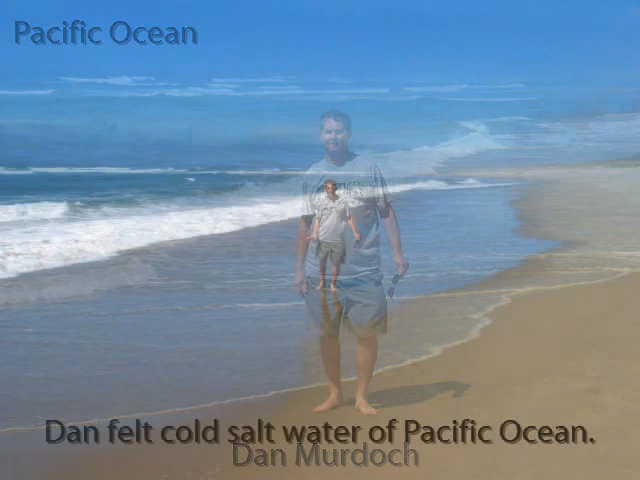 Pacific Ocean
Dan felt cold salt water of Pacific Ocean.
Dan Murdoch